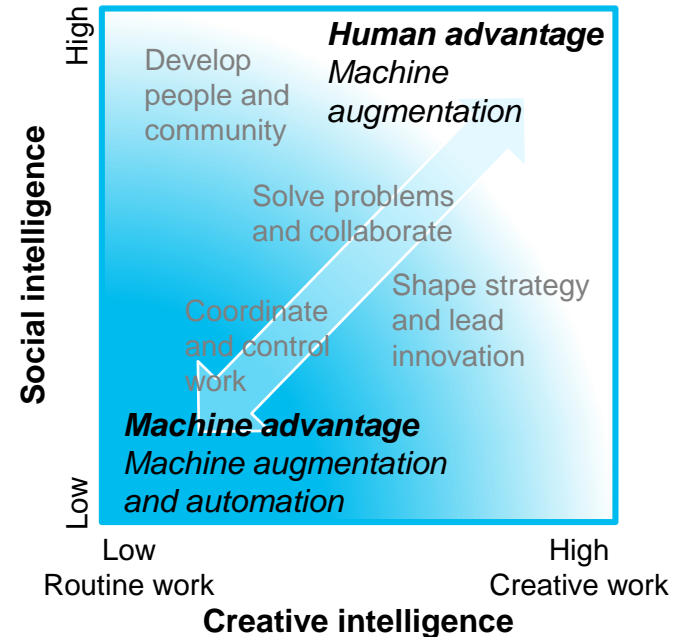 High
Human advantage
Machine
augmentation
Develop
people and
community
Solve problems
and collaborate
Social intelligence
Shape strategy
and lead
innovation
Coordinate
and control
work
Machine advantage
Machine augmentation
and automation
Low
Low
High
Routine work
Creative work
Creative intelligence